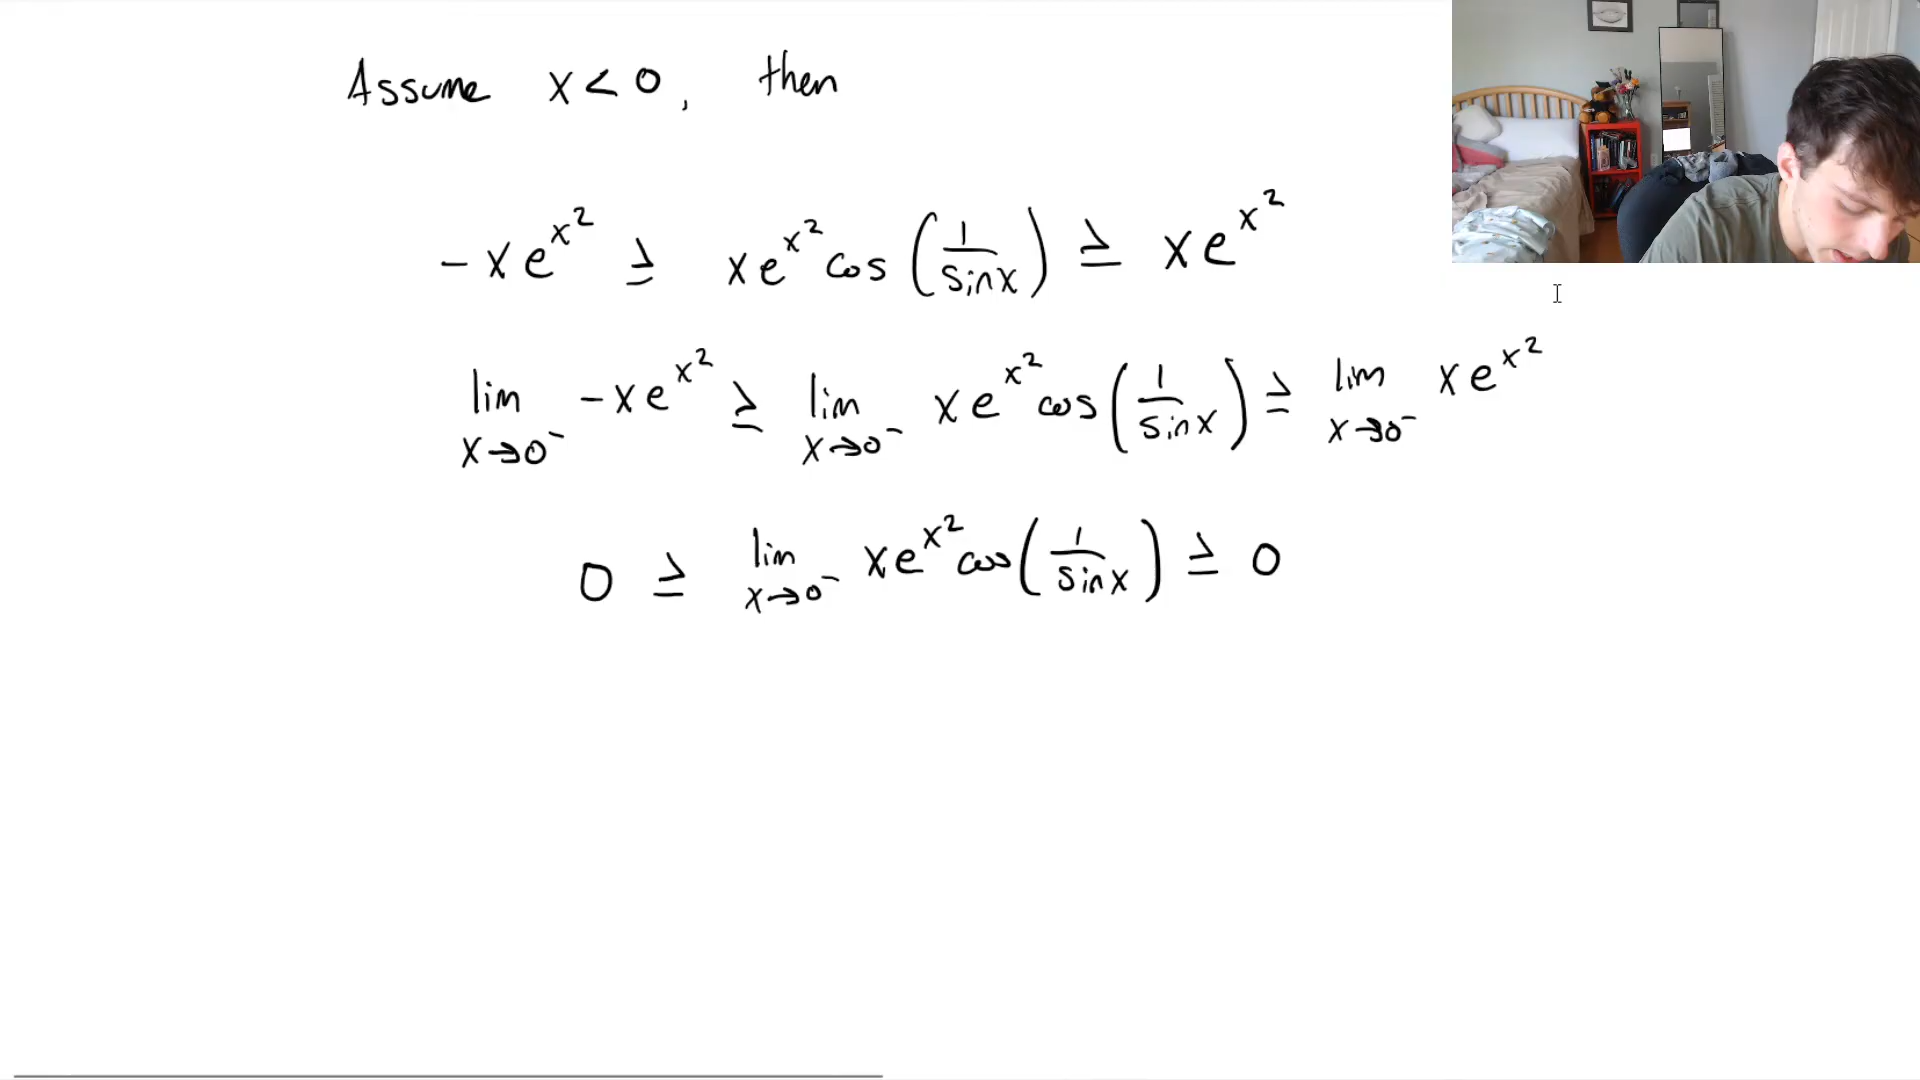 Assume x < 0, then
-xe^{x^2} ≥ xe^{x^2} cos(1/sin x) ≥ xe^{x^2}
lim_{x→0^-} -xe^{x^2} ≥ lim_{x→0^-} xe^{x^2} cos(1/sin x) ≥ lim_{x→0^-} xe^{x^2}
0 ≥ lim_{x→0^-} xe^{x^2} cos(1/sin x) ≥ 0